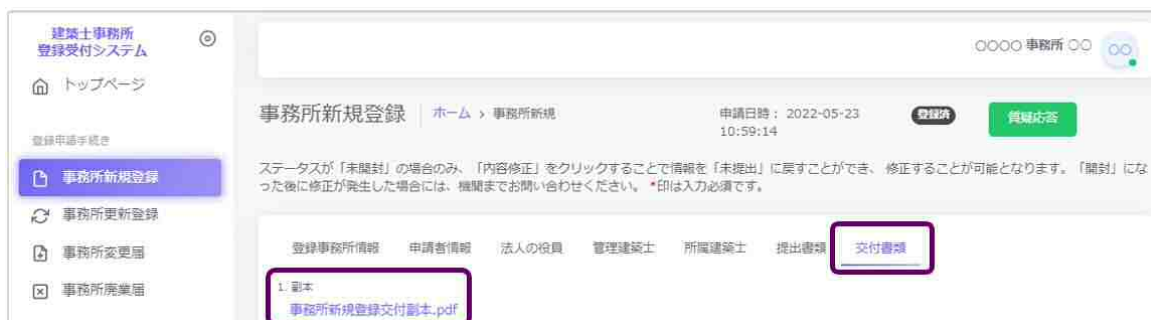 建築士事務所
登録受付システム
トップページ
登録申請手続き
事務所新規登録
事務所更新登録
事務所変更届
事務所廃業届
〇〇〇〇 事務所 〇〇
〇〇
事務所新規登録 ホーム › 事務所新規
申請日時： 2022-05-23
10:59:14
登録済
質疑応答
ステータスが「未開封」の場合のみ、「内容修正」をクリックすることで情報を「未提出」に戻すことができ、 修正することが可能となります。「開封」にな
った後に修正が発生した場合には、機関までお問い合わせください。 *印は入力必須です。
登録事務所情報 申請者情報 法人の役員 管理建築士 所属建築士 提出書類 交付書類
1. 副本
事務所新規登録交付副本.pdf